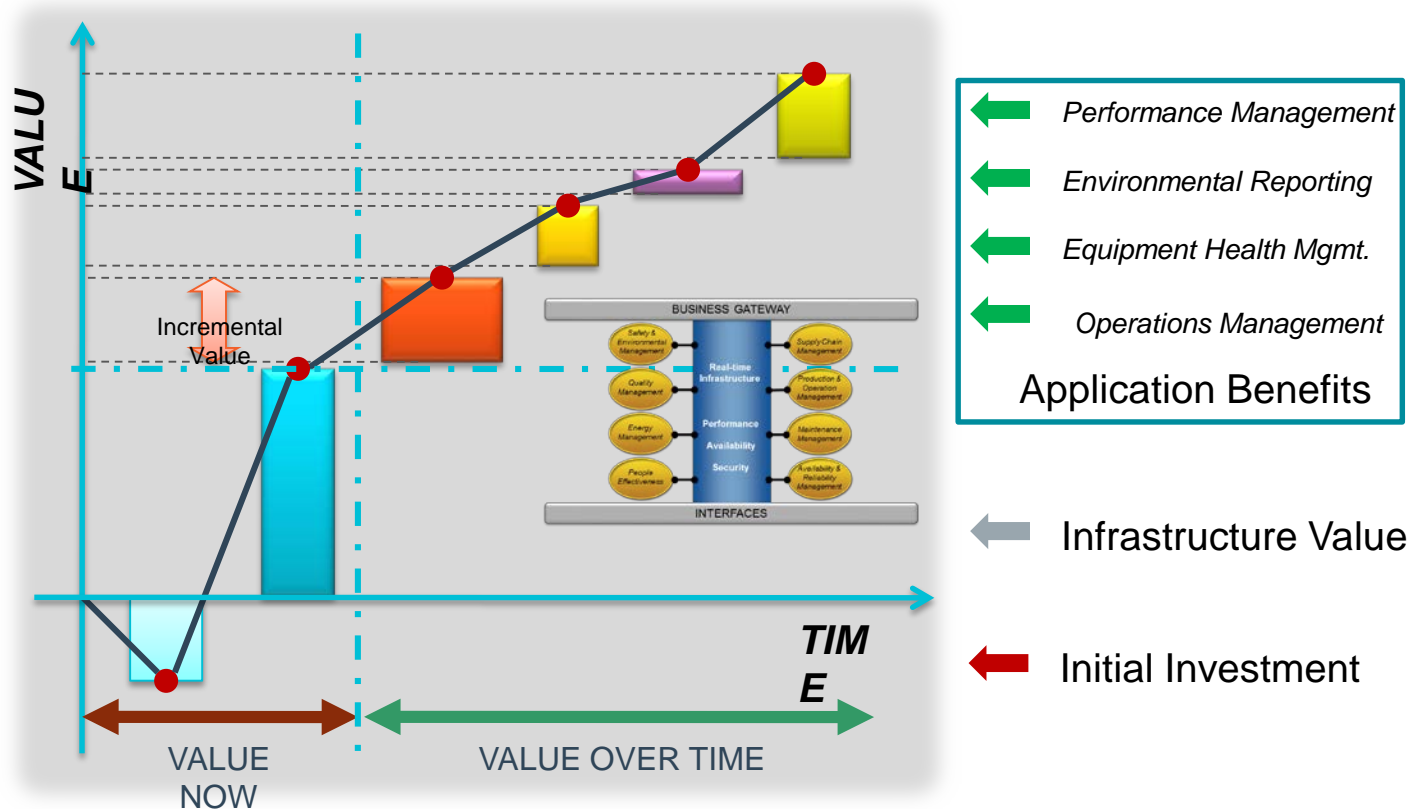 VALU
E
Incremental
Value
BUSINESS GATEWAY
Safety &
Environmental
Management
Quality
Management
Energy
Management
People
Effectiveness
Real-time
Infrastructure
Performance
Availability
Security
Supply Chain
Management
Production &
Operation
Management
Maintenance
Management
Availability &
Reliability
Management
INTERFACES
TIM
E
VALUE
NOW
VALUE OVER TIME
Performance Management
Environmental Reporting
Equipment Health Mgmt.
Operations Management
Application Benefits
Infrastructure Value
Initial Investment